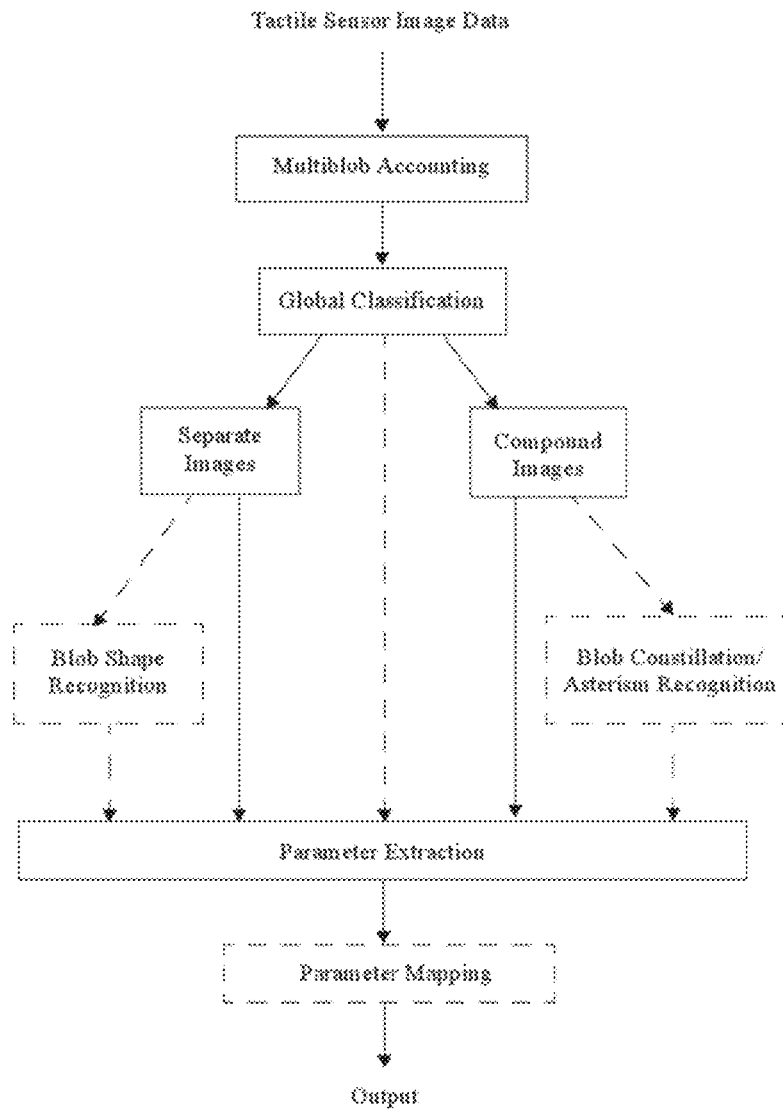 Tactile Sensor Image Data
Multiblob Accounting
Global Classification
Separate
Images
Compound
Images
Blob Shape
Recognition
Blob Constillation/
Asterism Recognition
Parameter Extraction
Parameter Mapping
Output